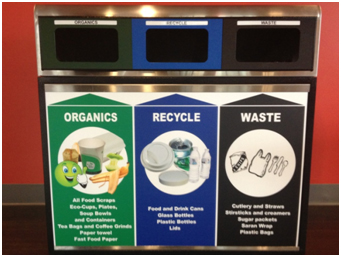 ORGANICS
RECYCLE
WASTE
ORGANICS
All Food Scraps
Eco-Cups, Plates,
Soup Bowls
and Containers
Tea Bags and Coffee Grinds
Paper towel
Fast Food Paper
RECYCLE
Food and Drink Cans
Glass Bottles
Plastic Bottles
Lids
WASTE
Cutlery and Straws
Stirsticks and creamers
Sugar packets
Saran Wrap
Plastic Bags